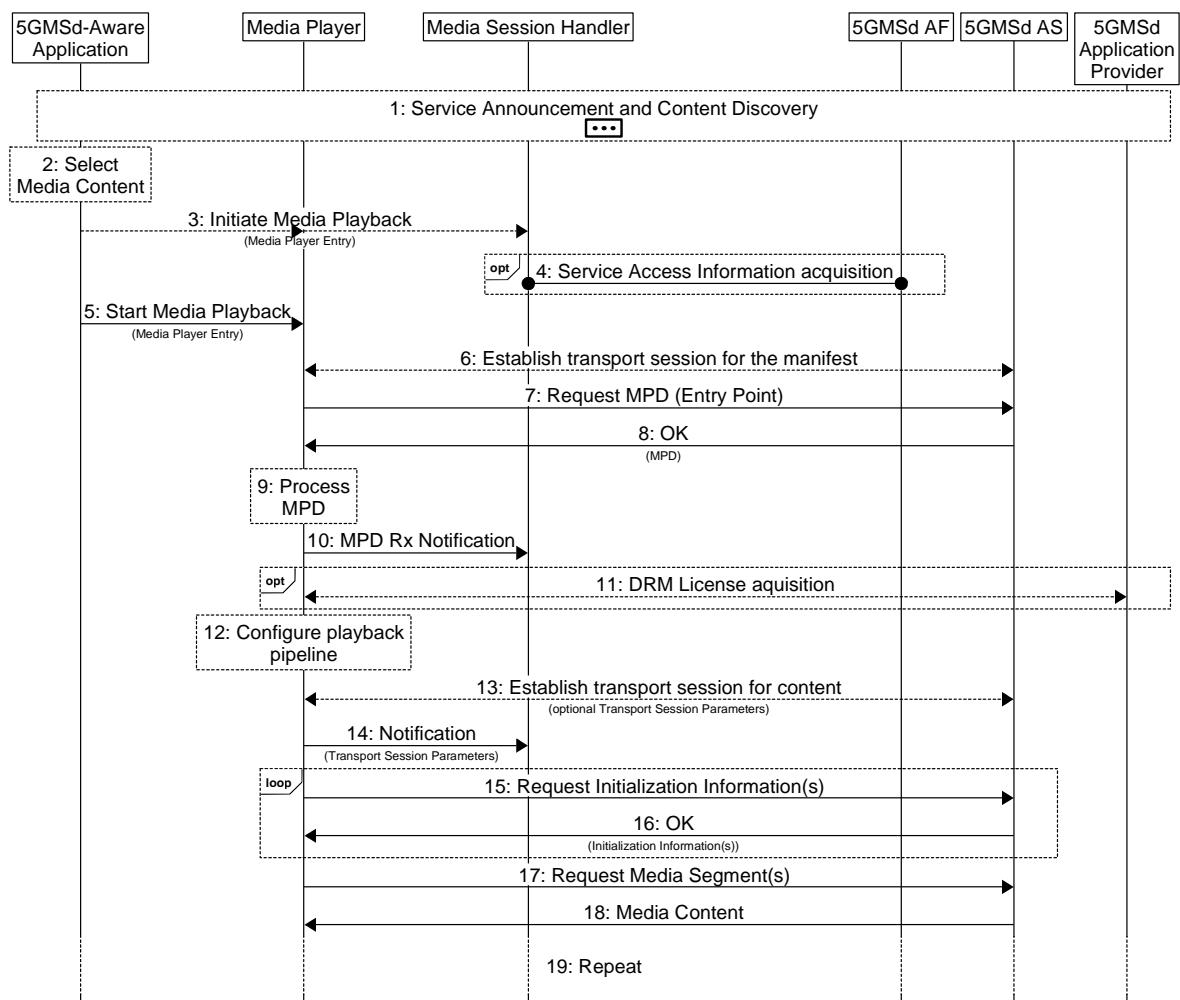 5GMSd-Aware
Application
Media Player
Media Session Handler
5GMSd AF
5GMSd AS
5GMSd
Application
Provider
1: Service Announcement and Content Discovery
2: Select
Media Content
3: Initiate Media Playback
(Media Player Entry)
opt
4: Service Access Information acquisition
5: Start Media Playback
(Media Player Entry)
6: Establish transport session for the manifest
7: Request MPD (Entry Point)
8: OK
(MPD)
9: Process
MPD
10: MPD Rx Notification
opt
11: DRM License aquisition
12: Configure playback
pipeline
13: Establish transport session for content
(optional Transport Session Parameters)
14: Notification
(Transport Session Parameters)
loop
15: Request Initialization Information(s)
16: OK
(Initialization Information(s))
17: Request Media Segment(s)
18: Media Content
19: Repeat